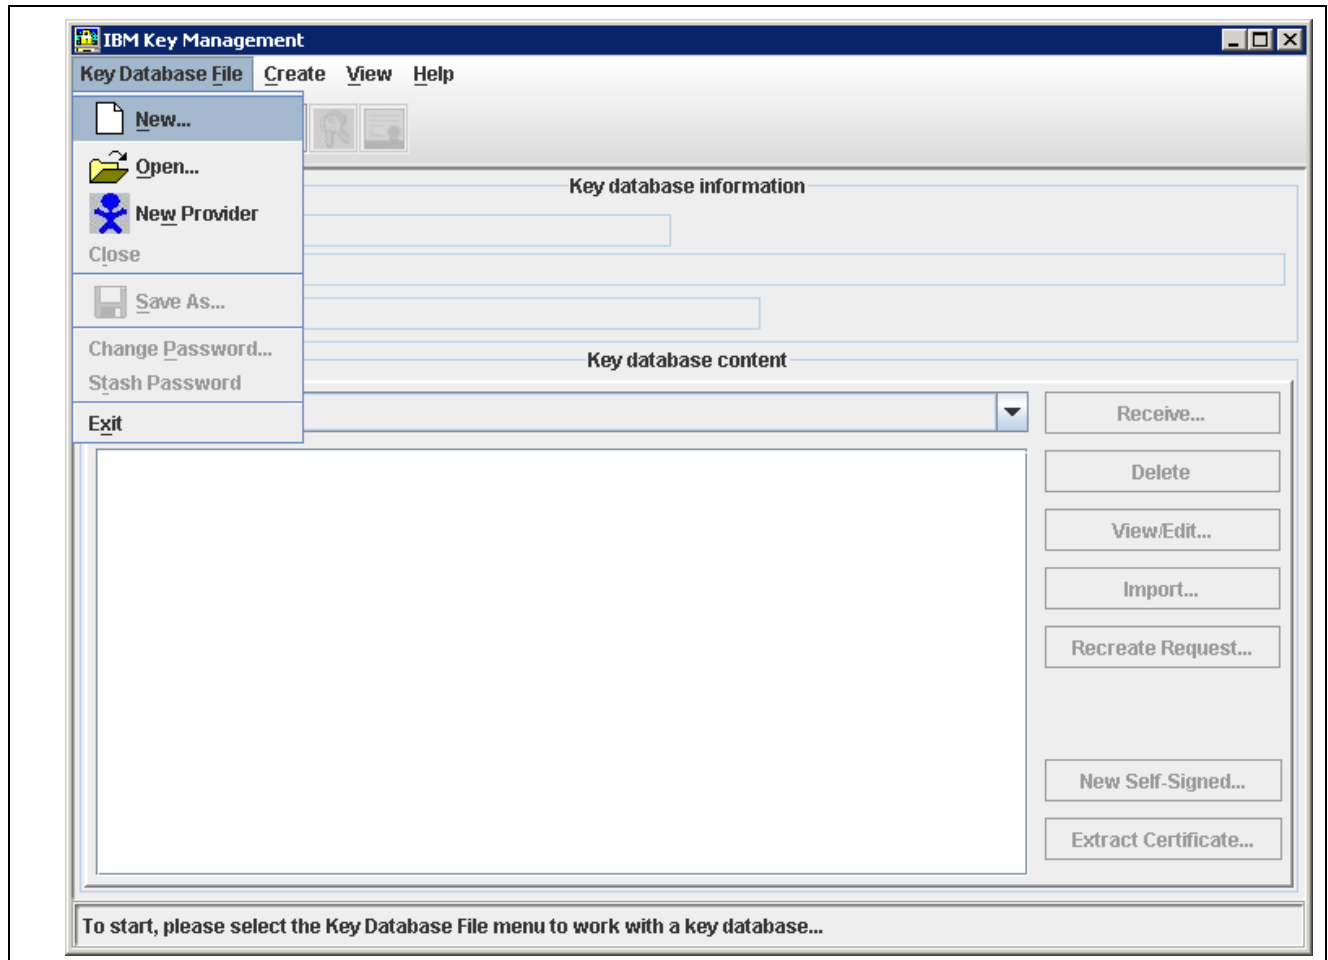 IBM Key Management
Key Database File Create View Help
New...
Open...
New Provider
Close
Save As...
Change Password...
Stash Password
Exit
Key database information
Key database content
Receive...
Delete
View/Edit...
Import...
Recreate Request...
New Self-Signed...
Extract Certificate...
To start, please select the Key Database File menu to work with a key database...